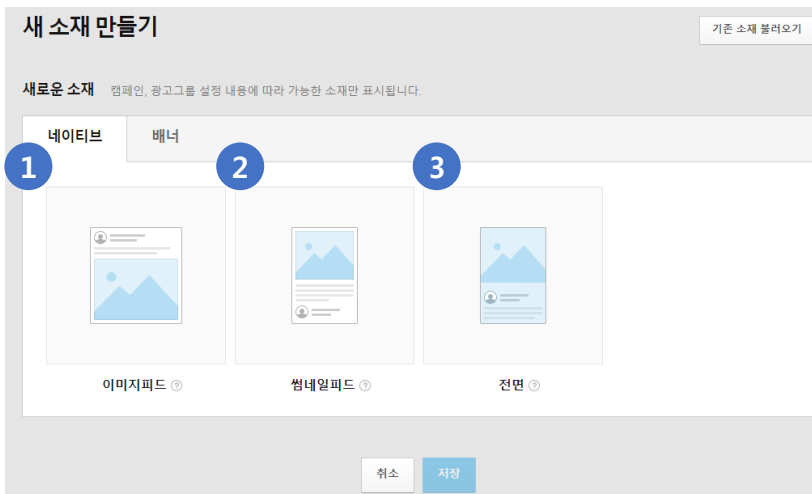 새 소재 만들기
기존 소재 불러오기
새로운 소재 캠페인, 광고그룹 설정 내용에 따라 가능한 소재만 표시됩니다.
네이티브 배너
1 2 3
이미지피드 ? 썸네일피드 ? 전면 ?
취소 저장